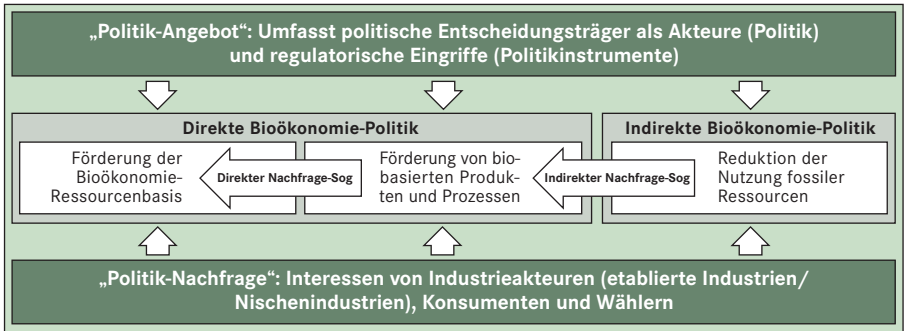 „Politik-Angebot“: Umfasst politische Entscheidungsträger als Akteure (Politik)
und regulatorische Eingriffe (Politikinstrumente)
Direkte Bioökonomie-Politik
Förderung der
Bioökonomie-
Ressourcenbasis
Direkter Nachfrage-Sog
Förderung von bio-
basierten Produk-
ten und Prozessen
Indirekter Nachfrage-Sog
Indirekte Bioökonomie-Politik
Reduktion der
Nutzung fossiler
Ressourcen
„Politik-Nachfrage“: Interessen von Industrieakteuren (etablierte Industrien/
Nischenindustrien), Konsumenten und Wählern